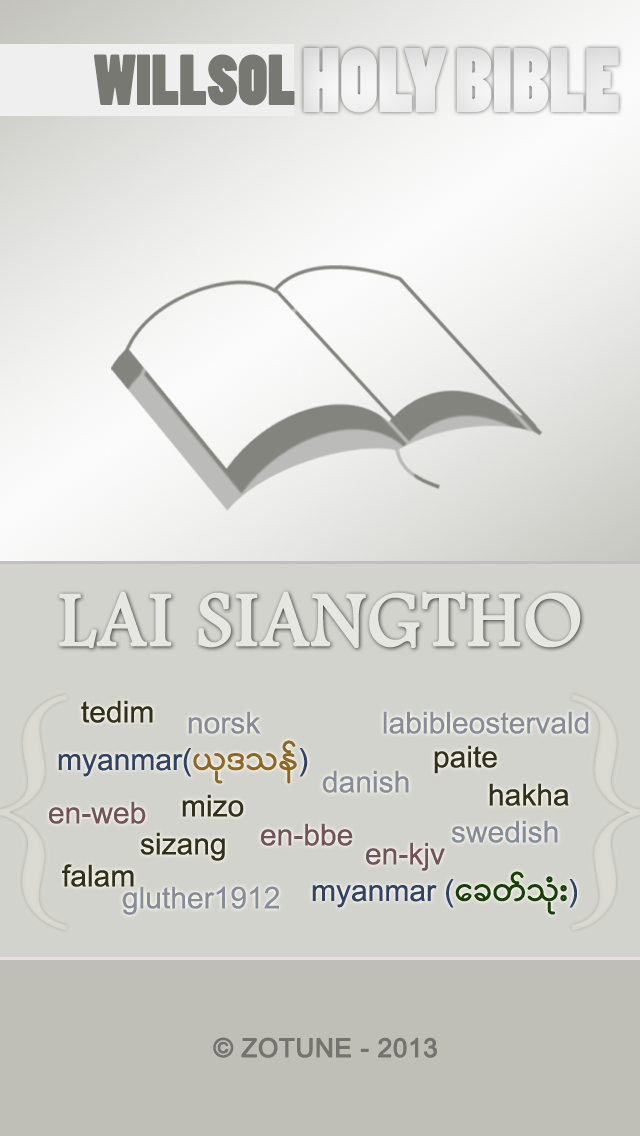 WILLSOL HOLY BIBLE
LAI SIANGTHO
tedim norsk labibleostervald
myanmar(ယုဒသန်) paite
danish hakha
en-web mizo
sizang en-bbe en-kjv swedish
falam gluther1912 myanmar (ခေတ်သုံး)
© ZOTUNE - 2013